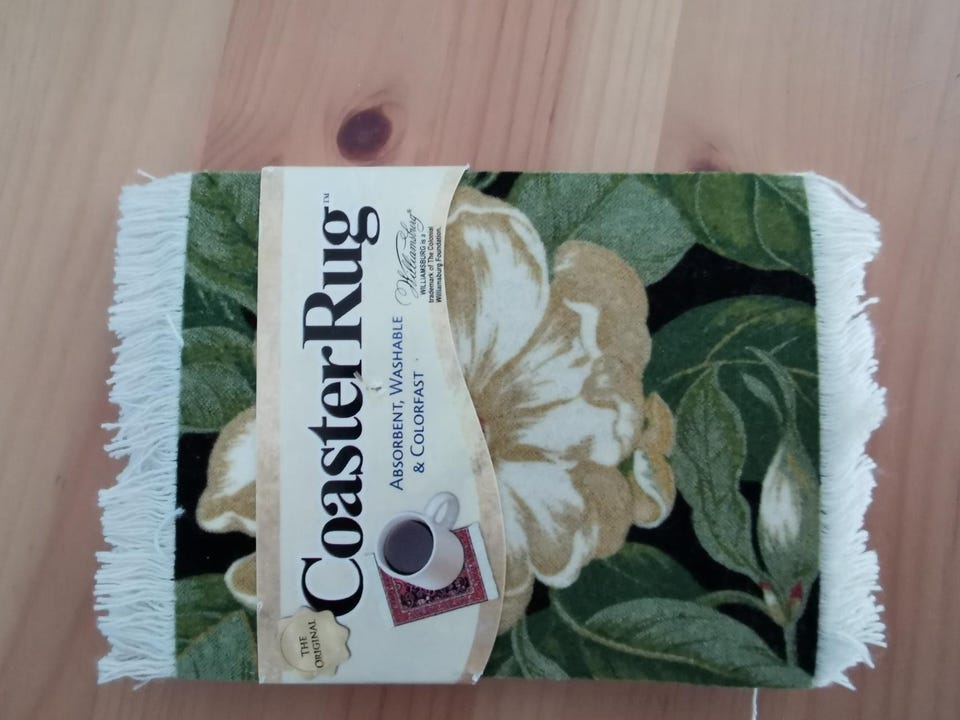 THE
ORIGINAL
CoasterRug™
ABSORBENT, WASHABLE
& COLORFAST
Williamsburg®
WILLIAMSBURG is a
trademark of The Colonial
Williamsburg Foundation.